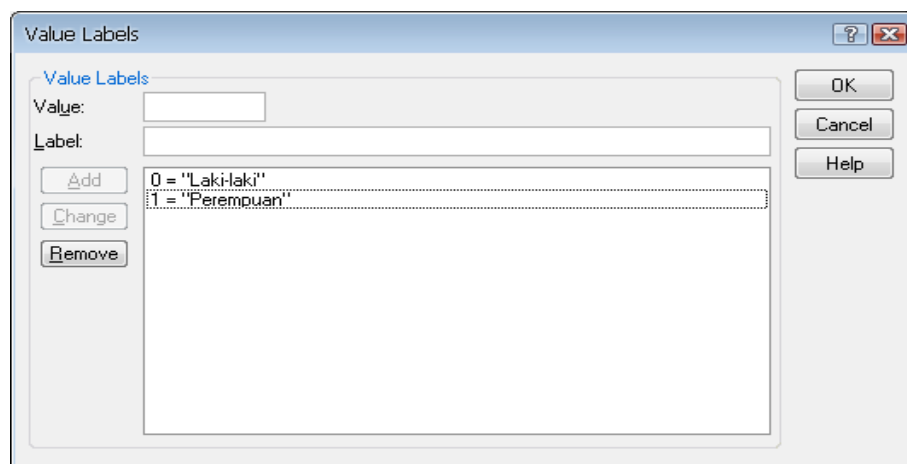 Value Labels
Value Labels
Value:
Label:
Add
Change
Remove
0 = "Laki-laki"
1 = "Perempuan"
OK
Cancel
Help
?